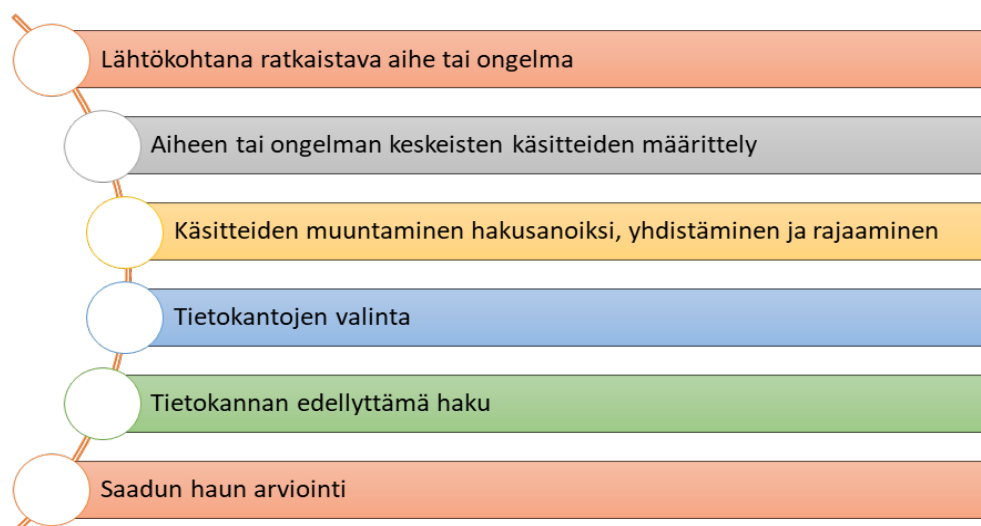 Lähtökohtana ratkaistava aihe tai ongelma
Aiheen tai ongelman keskeisten käsitteiden määrittely
Käsitteiden muuntaminen hakusanoiksi, yhdistäminen ja rajaaminen
Tietokantojen valinta
Tietokannan edellyttämä haku
Saadun haun arviointi